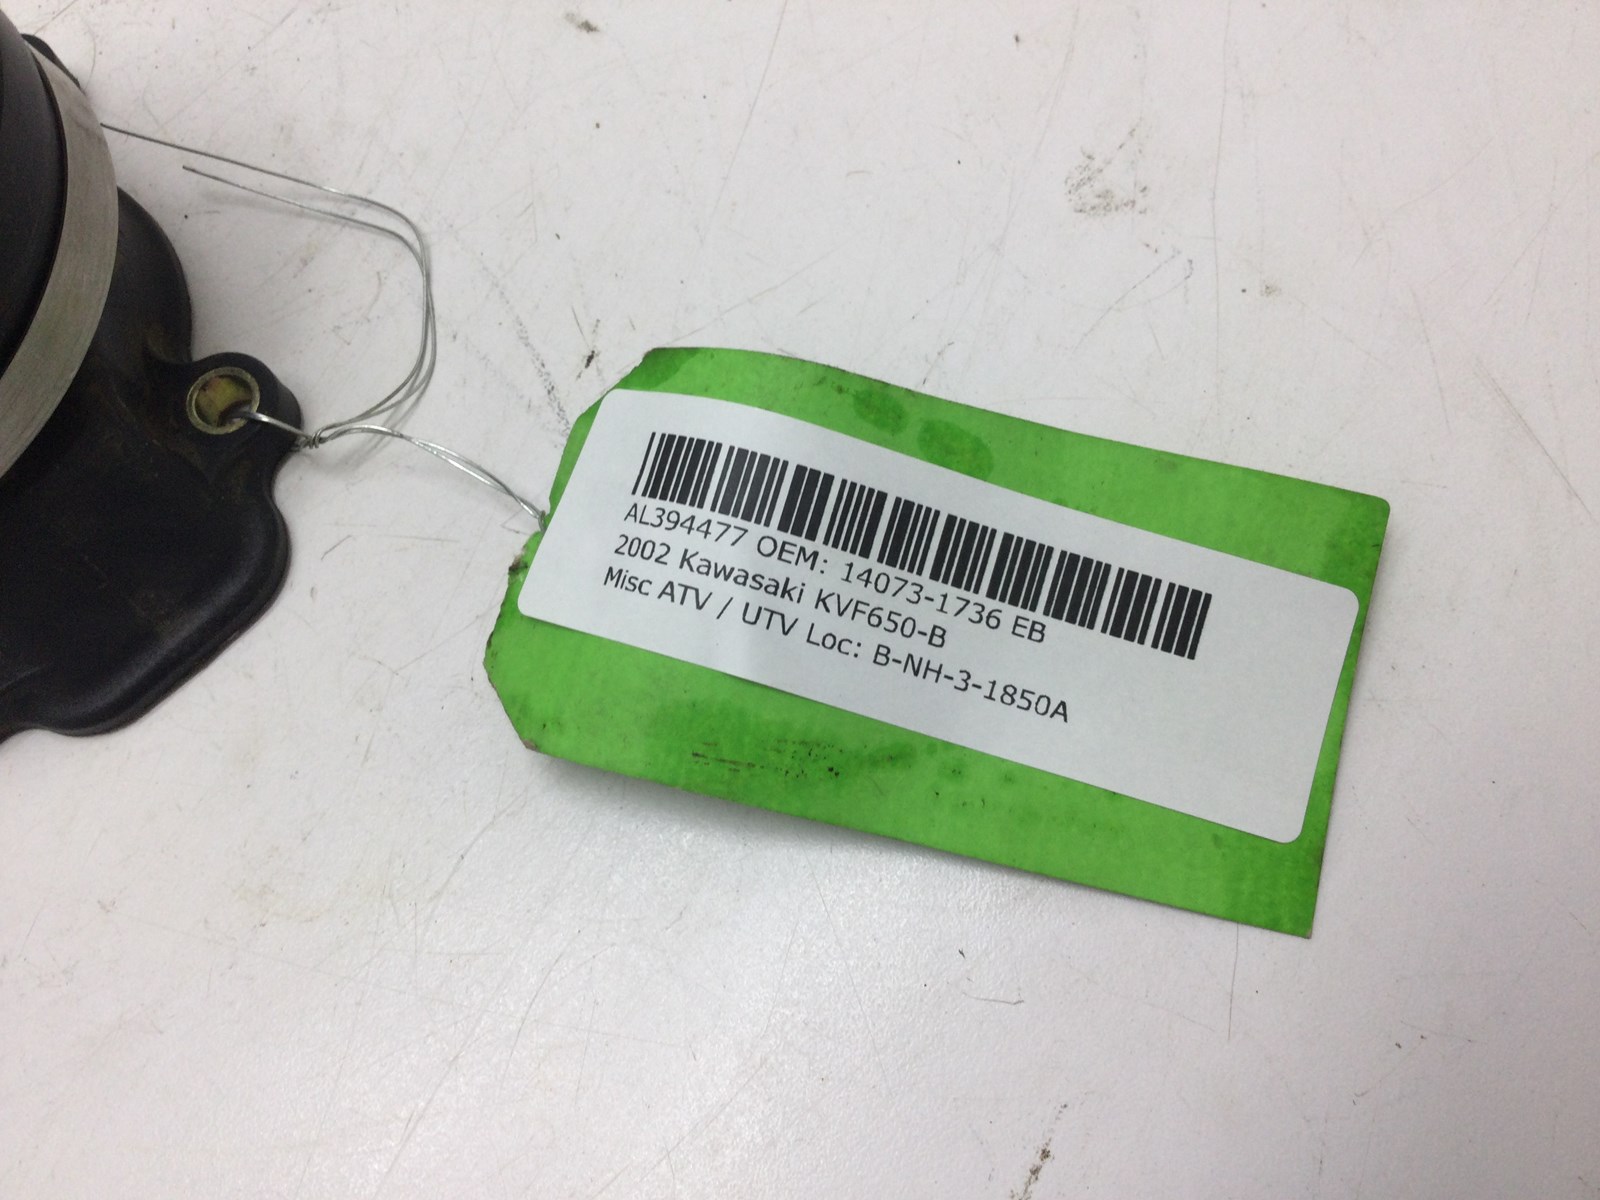 AL394477 OEM: 14073-1736 EB
2002 Kawasaki KVF650-B
Misc ATV / UTV Loc: B-NH-3-1850A